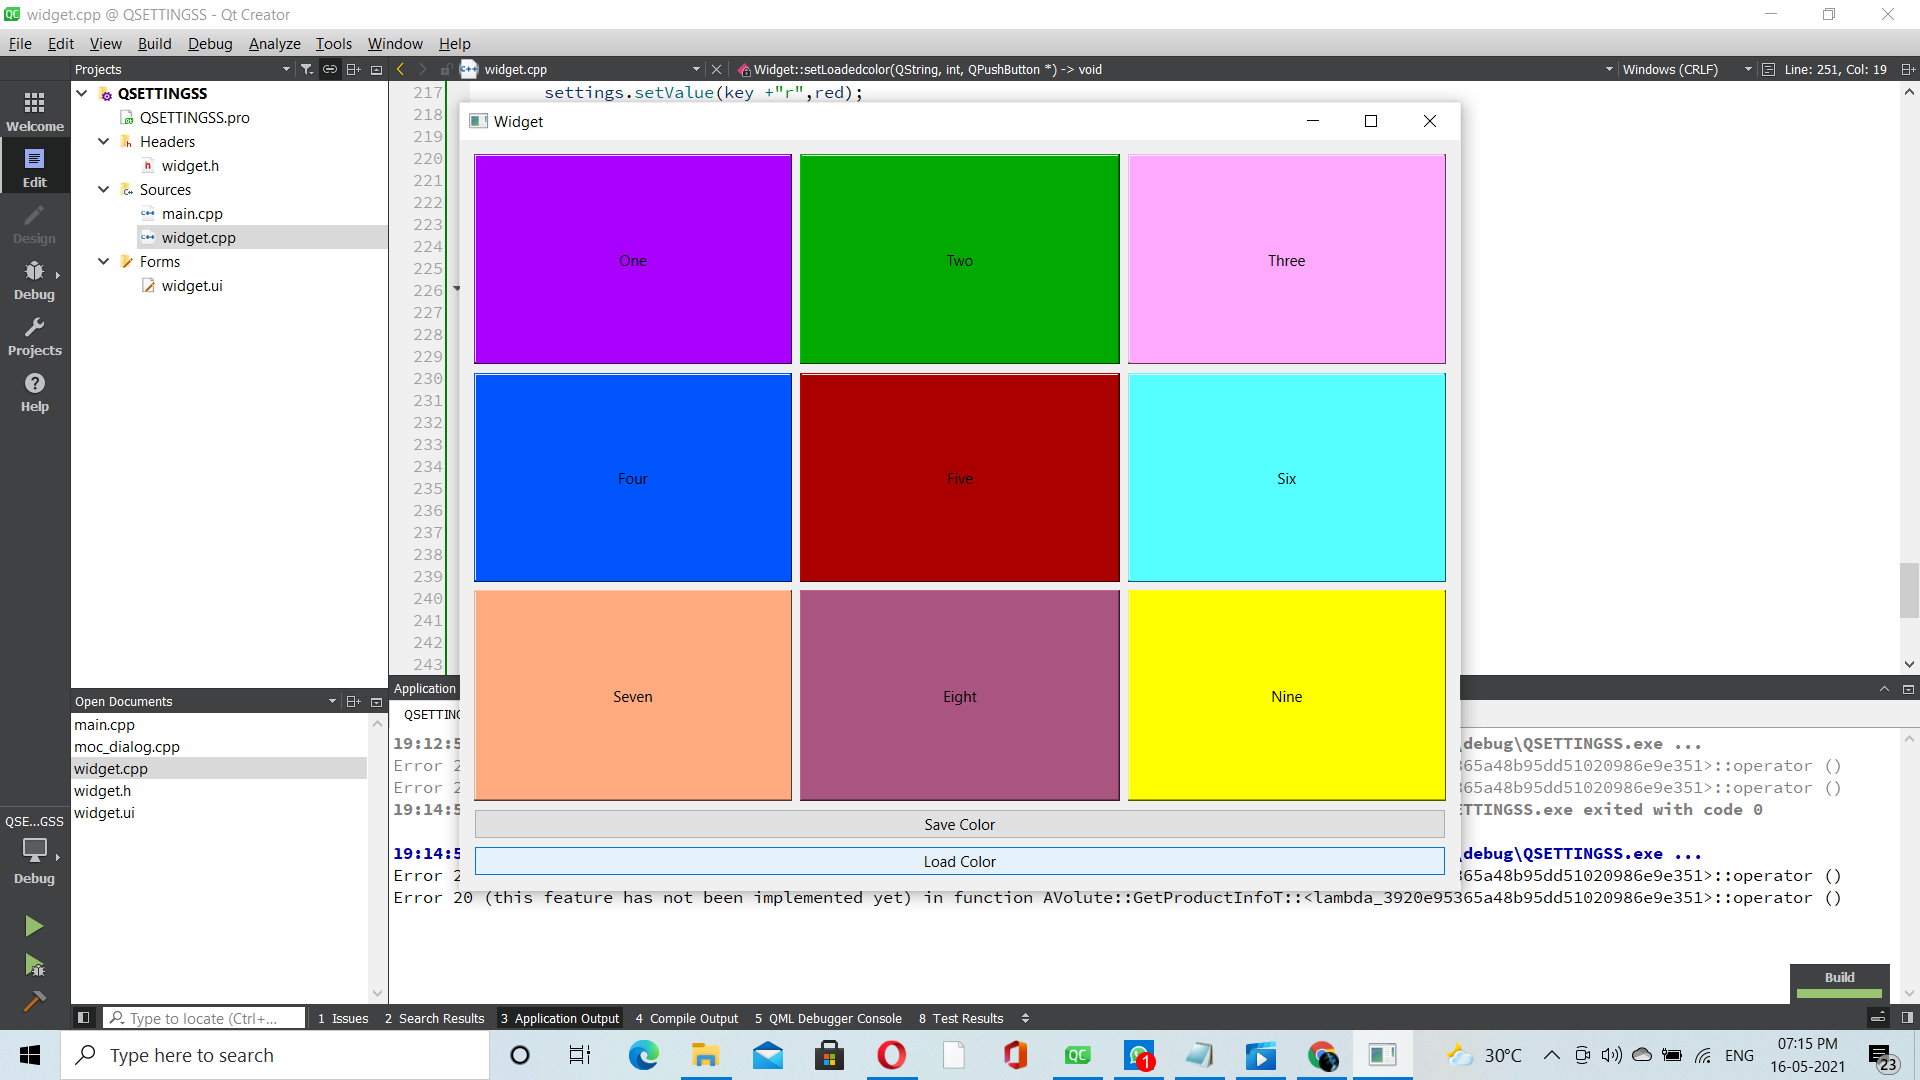 widget.cpp @ QSETTINGSS - Qt Creator
File Edit View Build Debug Analyze Tools Window Help
Projects
widget.cpp
Widget::setLoadedcolor(QString, int, QPushButton *) -> void
Windows (CRLF)
Line: 251, Col: 19
Welcome
Edit
Design
Debug
Projects
Help
QSETTINGSS
QSETTINGSS.pro
Headers
widget.h
Sources
main.cpp
widget.cpp
Forms
widget.ui
217 settings.setValue(key +"r",red);
218
219
220
221
222
223
224
225
226
227
228
229
230
231
232
233
234
235
236
237
238
239
240
241
242
243
Widget
One
Two
Three
Four
Five
Six
Seven
Eight
Nine
Save Color
Load Color
Open Documents
main.cpp
moc_dialog.cpp
widget.cpp
widget.h
widget.ui
QSE...GSS
Debug
Application
QSETTING
19:12:5 \debug\QSETTINGSS.exe ...
Error 2 365a48b95dd51020986e9e351>::operator ()
Error 2 365a48b95dd51020986e9e351>::operator ()
19:14:5 TTINGSS.exe exited with code 0
19:14:5 \debug\QSETTINGSS.exe ...
Error 2 365a48b95dd51020986e9e351>::operator ()
Error 20 (this feature has not been implemented yet) in function AVolute::GetProductInfoT::<lambda_3920e95365a48b95dd51020986e9e351>::operator ()
Build
Type to locate (Ctrl+...
1 Issues
2 Search Results
3 Application Output
4 Compile Output
5 QML Debugger Console
8 Test Results
Type here to search
QC
1
30°C
ENG
07:15 PM
16-05-2021
23